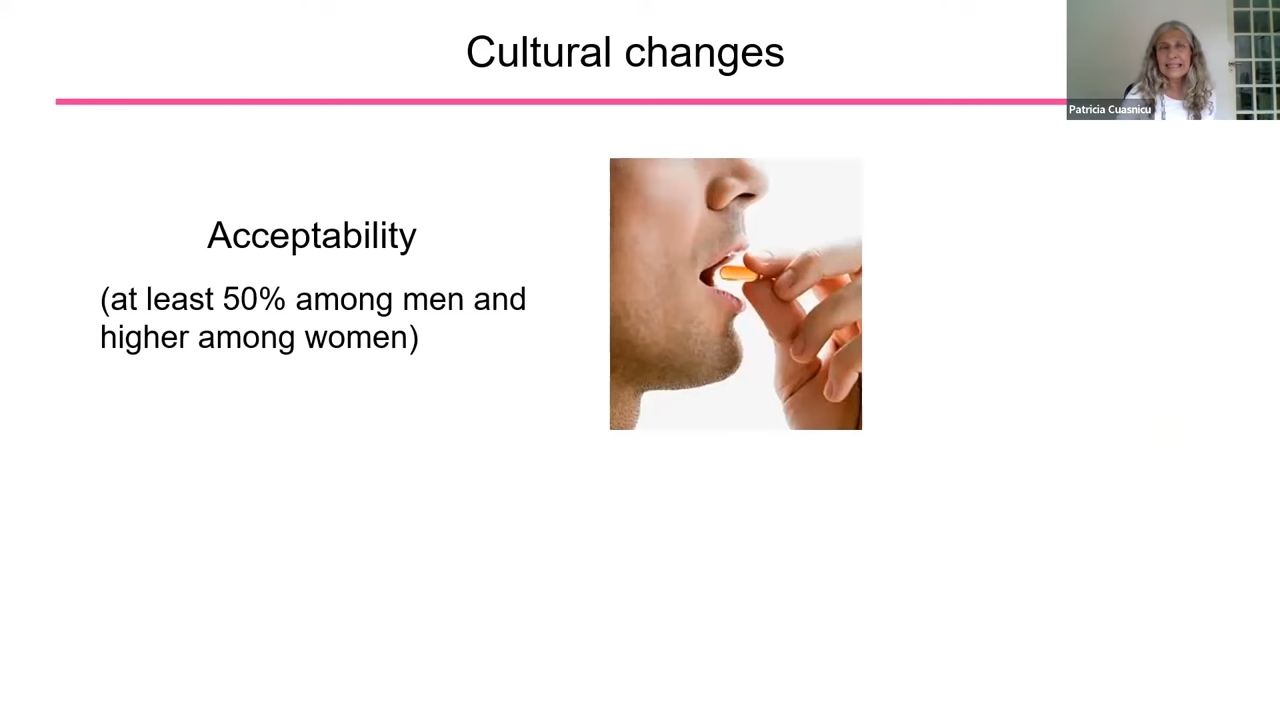 Cultural changes
Patricia Cuasnicu
Acceptability
(at least 50% among men and
higher among women)